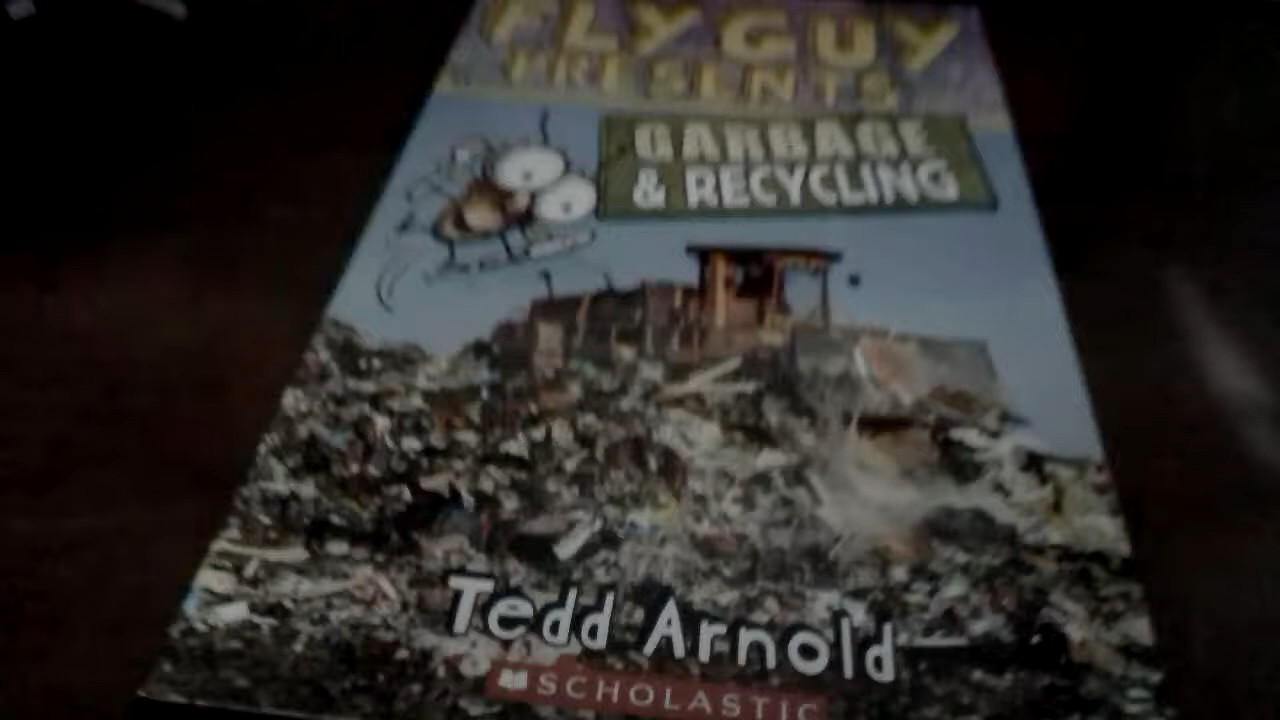 FLY GUY
PRESENTS
GARBAGE
& RECYCLING
Tedd Arnold
SCHOLASTIC